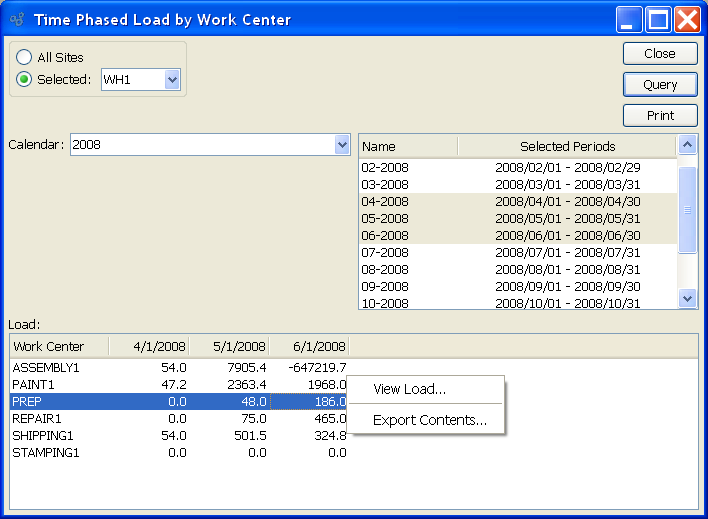 Time Phased Load by Work Center
All Sites
Selected: WH1
Close
Query
Print
Calendar: 2008
Name Selected Periods
02-2008 2008/02/01 - 2008/02/29
03-2008 2008/03/01 - 2008/03/31
04-2008 2008/04/01 - 2008/04/30
05-2008 2008/05/01 - 2008/05/31
06-2008 2008/06/01 - 2008/06/30
07-2008 2008/07/01 - 2008/07/31
08-2008 2008/08/01 - 2008/08/31
09-2008 2008/09/01 - 2008/09/30
10-2008 2008/10/01 - 2008/10/31
Load:
Work Center 4/1/2008 5/1/2008 6/1/2008
ASSEMBLY1 54.0 7905.4 -647219.7
PAINT1 47.2 2363.4 1968.0
PREP 0.0 48.0 186.0
REPAIR1 0.0 75.0 465.0
SHIPPING1 54.0 501.5 324.8
STAMPING1 0.0 0.0 0.0
View Load...
Export Contents...